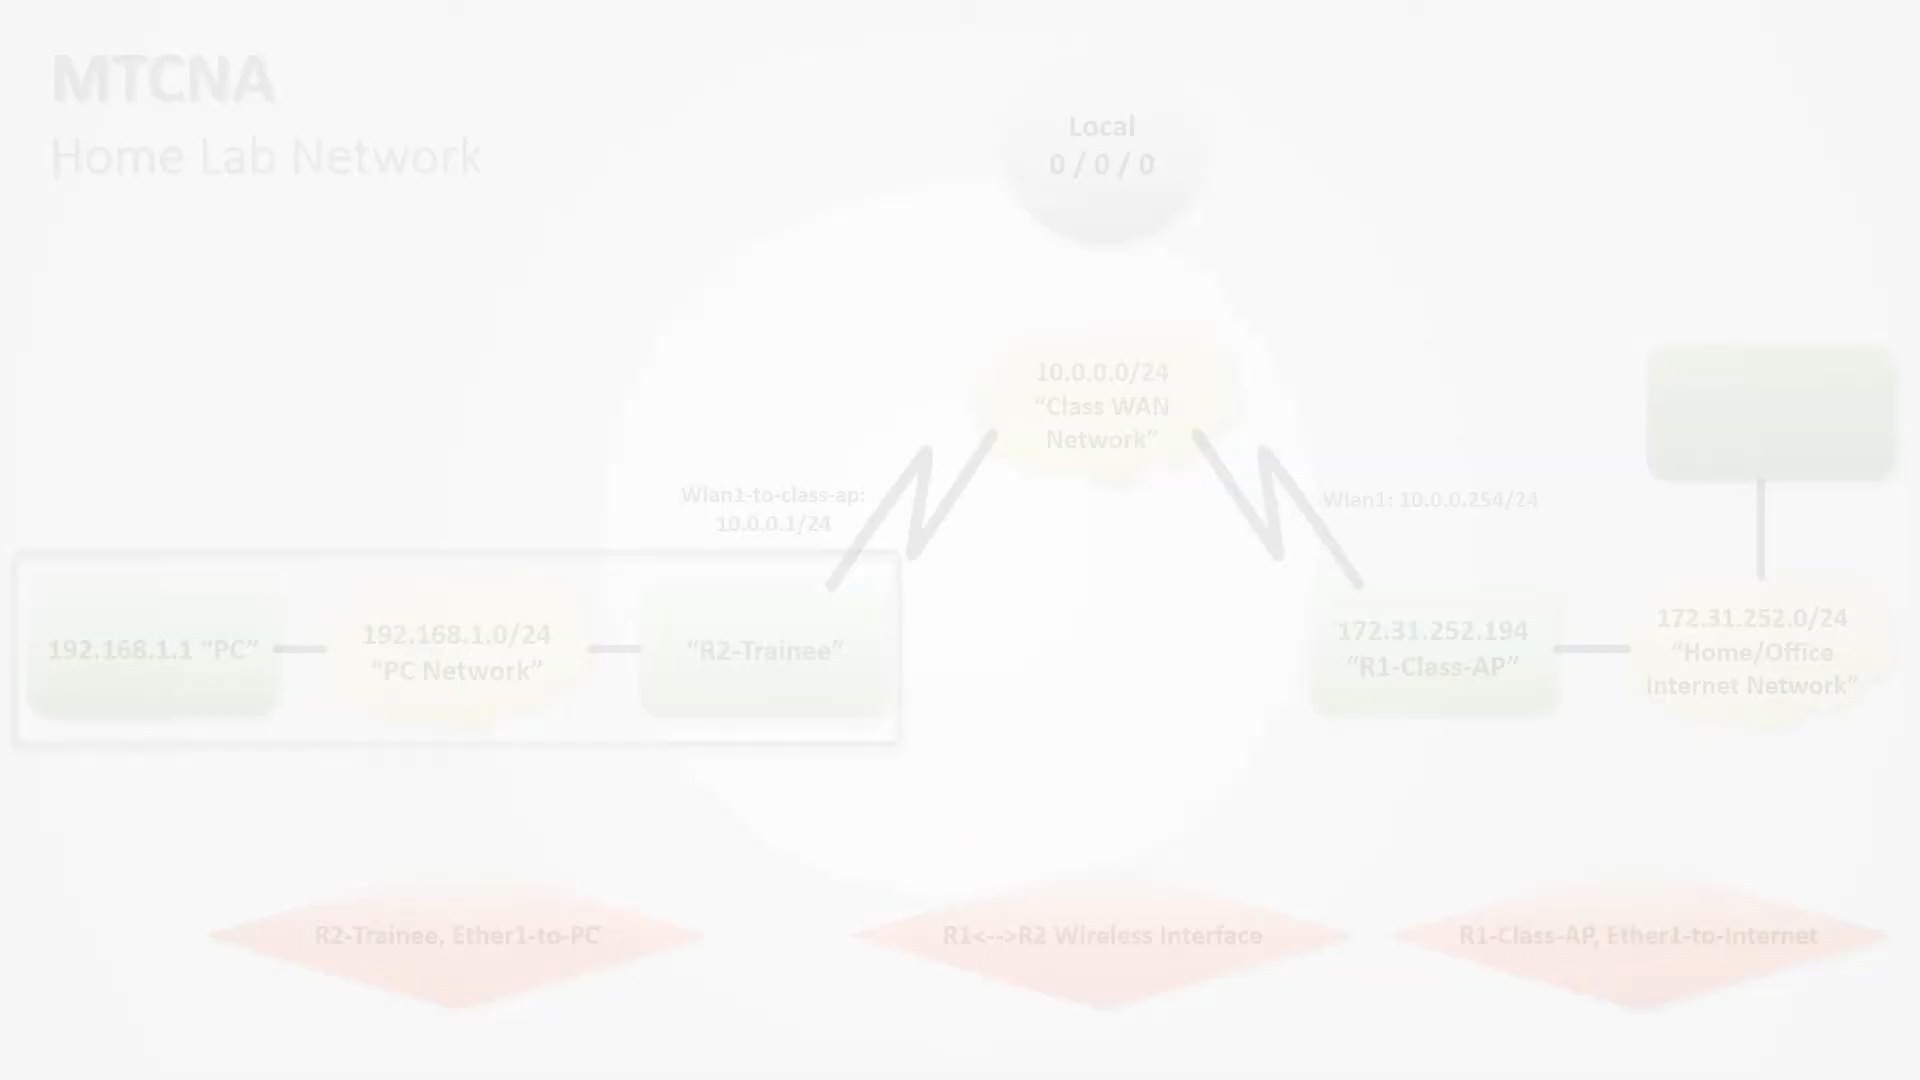 MTCNA
Home Lab Network
Local
0 / 0 / 0
10.0.0.0/24
“Class WAN
Network”
Wlan1-to-class-ap:
10.0.0.1/24
Wlan1: 10.0.0.254/24
192.168.1.1 “PC”
192.168.1.0/24
“PC Network”
“R2-Trainee”
172.31.252.194
“R1-Class-AP”
172.31.252.0/24
“Home/Office
Internet Network”
R2-Trainee, Ether1-to-PC
R1<-->R2 Wireless Interface
R1-Class-AP, Ether1-to-Internet